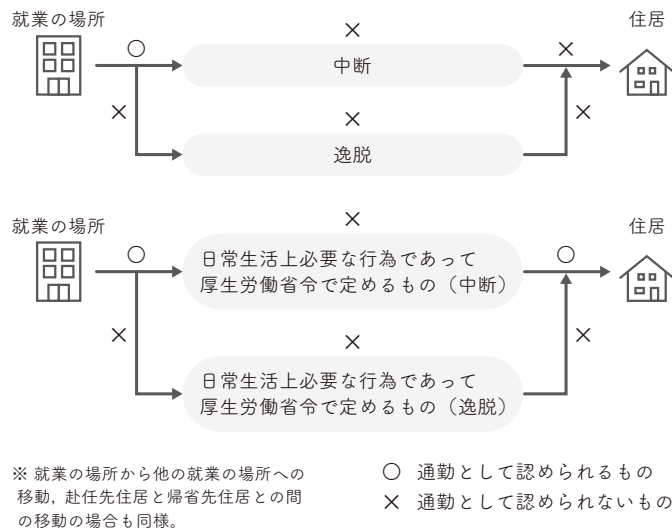 就業の場所
住居
○
×
×
中断
×
×
×
逸脱
就業の場所
住居
○
×
○
日常生活上必要な行為であって
厚生労働省令で定めるもの（中断）
×
×
×
日常生活上必要な行為であって
厚生労働省令で定めるもの（逸脱）
※ 就業の場所から他の就業の場所への
移動，赴任先住居と帰省先住居との間
の移動の場合も同様。
○ 通勤として認められるもの
× 通勤として認められないもの